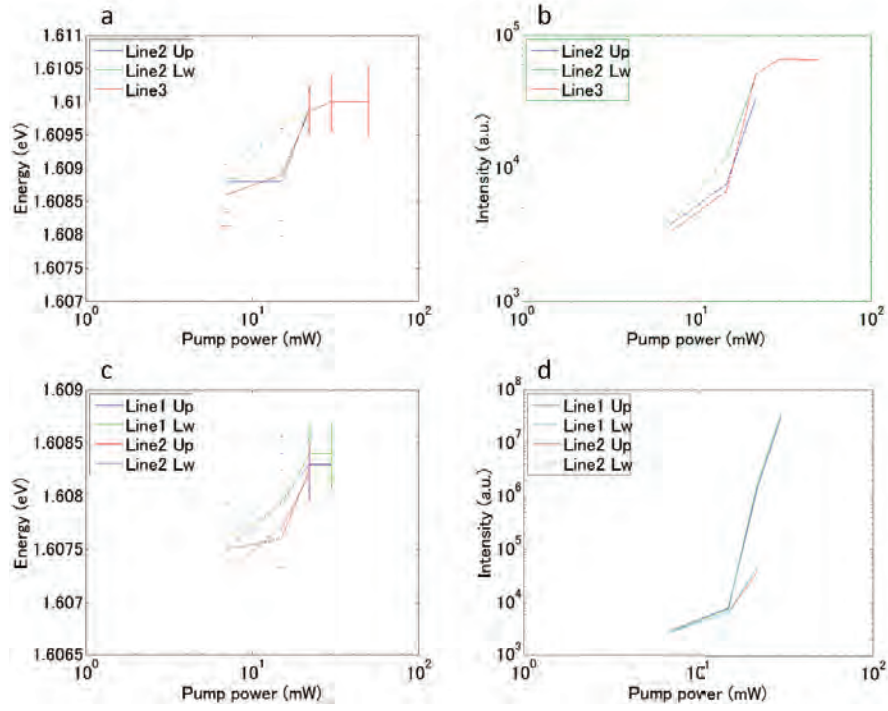 a
1.611
1.6105
1.61
1.6095
1.609
1.6085
1.608
1.6075
1.607
Energy (eV)
Line2 Up
Line2 Lw
Line3
10^0
10^1
10^2
Pump power (mW)
b
10^5
10^4
10^3
Intensity (a.u.)
Line2 Up
Line2 Lw
Line3
10^0
10^1
10^2
Pump power (mW)
c
1.609
1.6085
1.608
1.6075
1.607
1.6065
Energy (eV)
Line1 Up
Line1 Lw
Line2 Up
Line2 Lw
10^0
10^1
10^2
Pump power (mW)
d
10^8
10^7
10^6
10^5
10^4
10^3
Intensity (a.u.)
Line1 Up
Line1 Lw
Line2 Up
Line2 Lw
10^0
10^2
Pump power (mW)